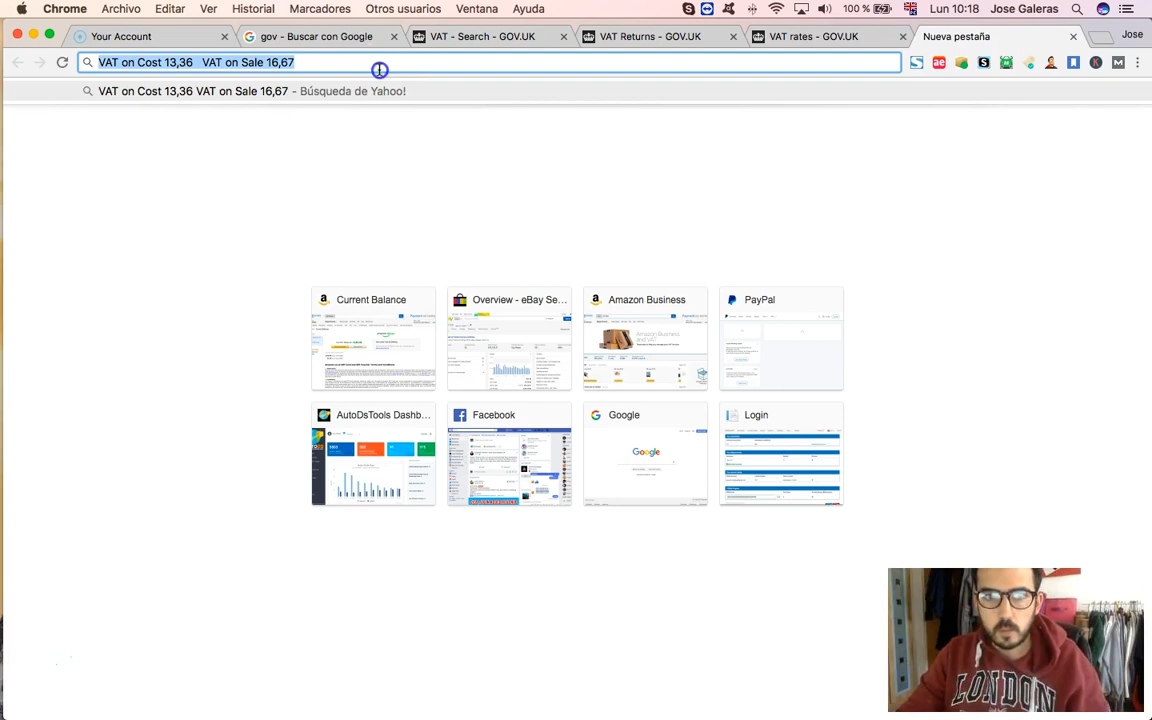 Chrome Archivo Editar Ver Historial Marcadores Otros usuarios Ventana Ayuda 100 % Lun 10:18 Jose Galeras
Your Account gov - Buscar con Google VAT - Search - GOV.UK VAT Returns - GOV.UK VAT rates - GOV.UK Nueva pestaña Jose
VAT on Cost 13,36 VAT on Sale 16,67
VAT on Cost 13,36 VAT on Sale 16,67 - Búsqueda de Yahoo!
Current Balance Overview - eBay Se... Amazon Business PayPal
AutoDsTools Dashb... Facebook Google Login
Google
LONDON